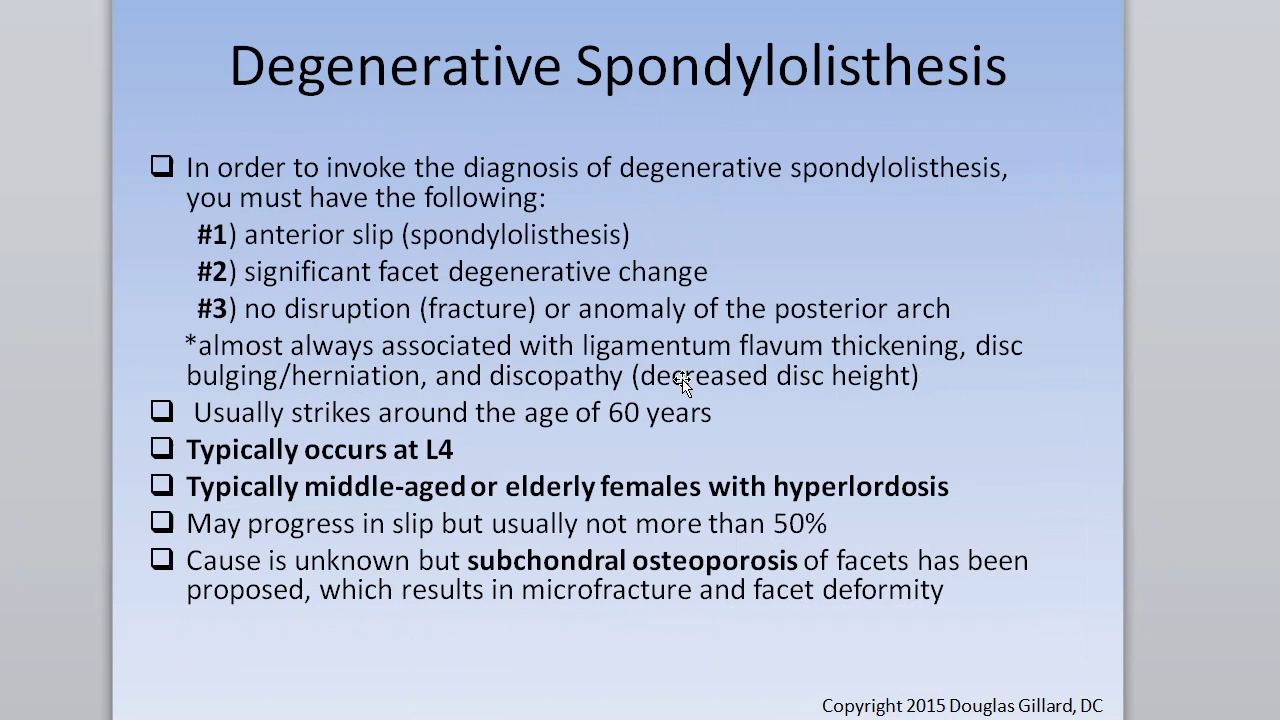 Degenerative Spondylolisthesis
In order to invoke the diagnosis of degenerative spondylolisthesis,
you must have the following:
#1) anterior slip (spondylolisthesis)
#2) significant facet degenerative change
#3) no disruption (fracture) or anomaly of the posterior arch
*almost always associated with ligamentum flavum thickening, disc
bulging/herniation, and discopathy (decreased disc height)
Usually strikes around the age of 60 years
Typically occurs at L4
Typically middle-aged or elderly females with hyperlordosis
May progress in slip but usually not more than 50%
Cause is unknown but subchondral osteoporosis of facets has been
proposed, which results in microfracture and facet deformity
Copyright 2015 Douglas Gillard, DC